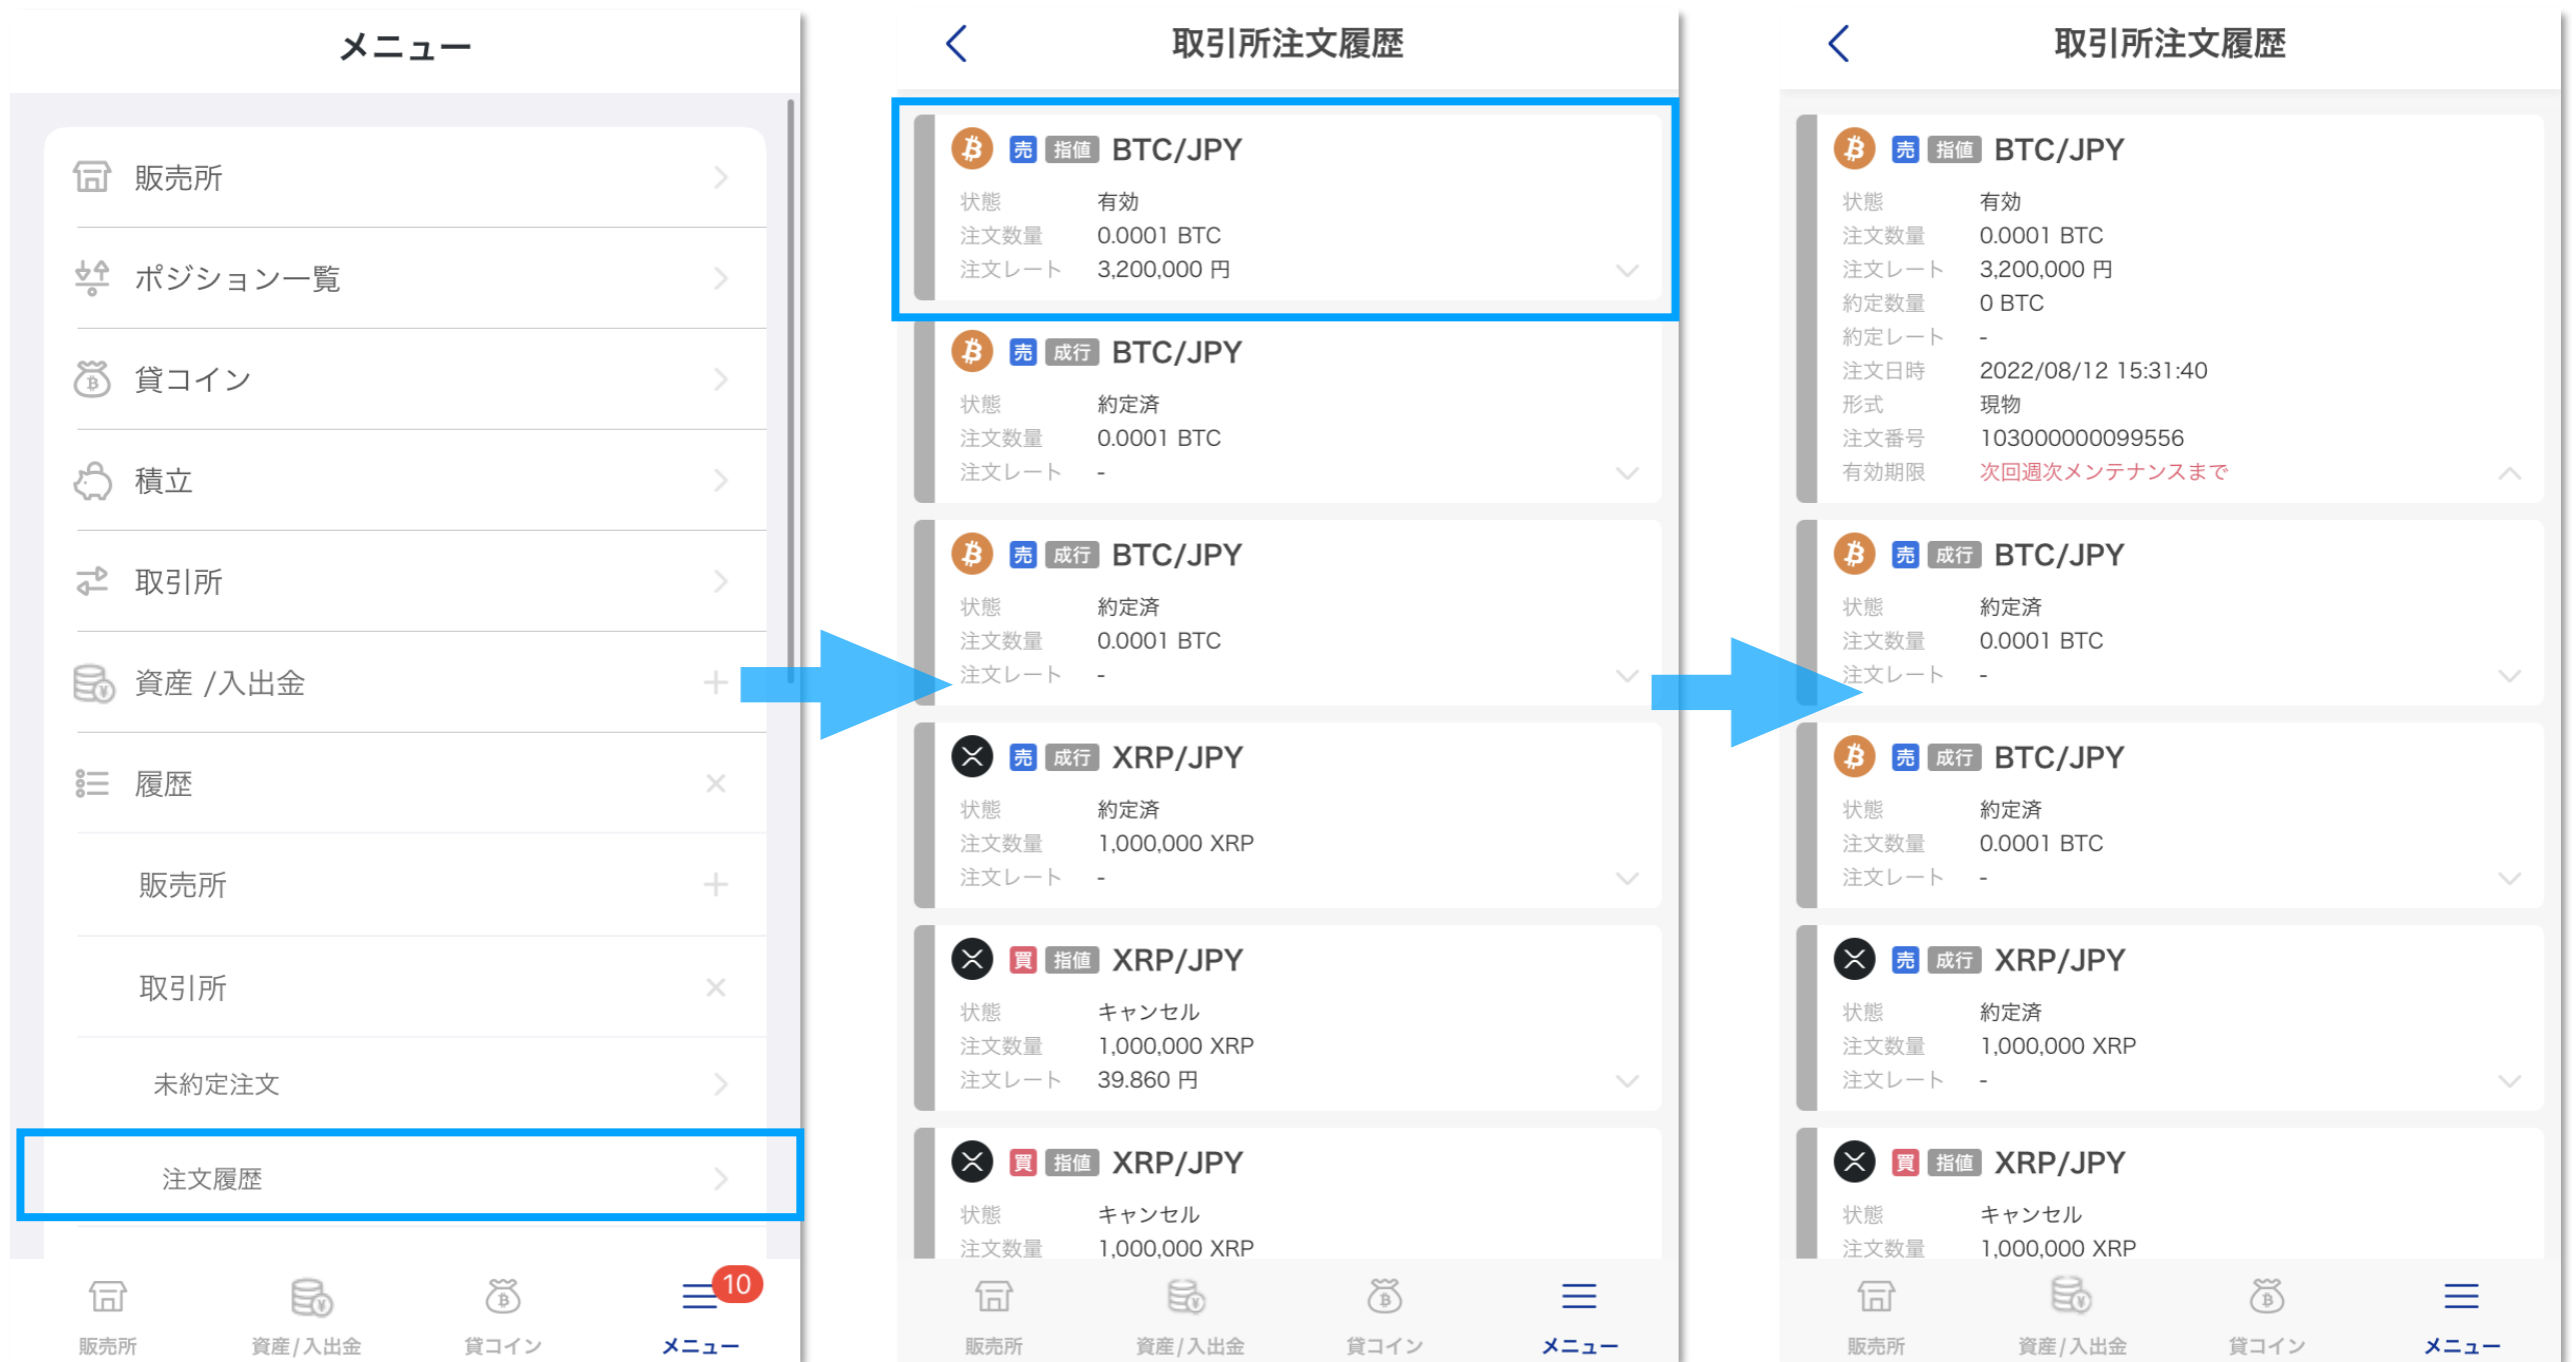 メニュー
販売所
ポジション一覧
貸コイン
積立
取引所
資産 /入出金
履歴
販売所
取引所
未約定注文
注文履歴
販売所
資産/入出金
貸コイン
10
メニュー
取引所注文履歴
売 指値 BTC/JPY
状態 有効
注文数量 0.0001 BTC
注文レート 3,200,000 円
売 成行 BTC/JPY
状態 約定済
注文数量 0.0001 BTC
注文レート -
売 成行 BTC/JPY
状態 約定済
注文数量 0.0001 BTC
注文レート -
売 成行 XRP/JPY
状態 約定済
注文数量 1,000,000 XRP
注文レート -
買 指値 XRP/JPY
状態 キャンセル
注文数量 1,000,000 XRP
注文レート 39.860 円
買 指値 XRP/JPY
状態 キャンセル
注文数量 1,000,000 XRP
販売所
資産/入出金
貸コイン
メニュー
取引所注文履歴
売 指値 BTC/JPY
状態 有効
注文数量 0.0001 BTC
注文レート 3,200,000 円
約定数量 0 BTC
約定レート -
注文日時 2022/08/12 15:31:40
形式 現物
注文番号 103000000099556
有効期限 次回週次メンテナンスまで
売 成行 BTC/JPY
状態 約定済
注文数量 0.0001 BTC
注文レート -
売 成行 BTC/JPY
状態 約定済
注文数量 0.0001 BTC
注文レート -
売 成行 XRP/JPY
状態 約定済
注文数量 1,000,000 XRP
注文レート -
買 指値 XRP/JPY
状態 キャンセル
注文数量 1,000,000 XRP
販売所
資産/入出金
貸コイン
メニュー